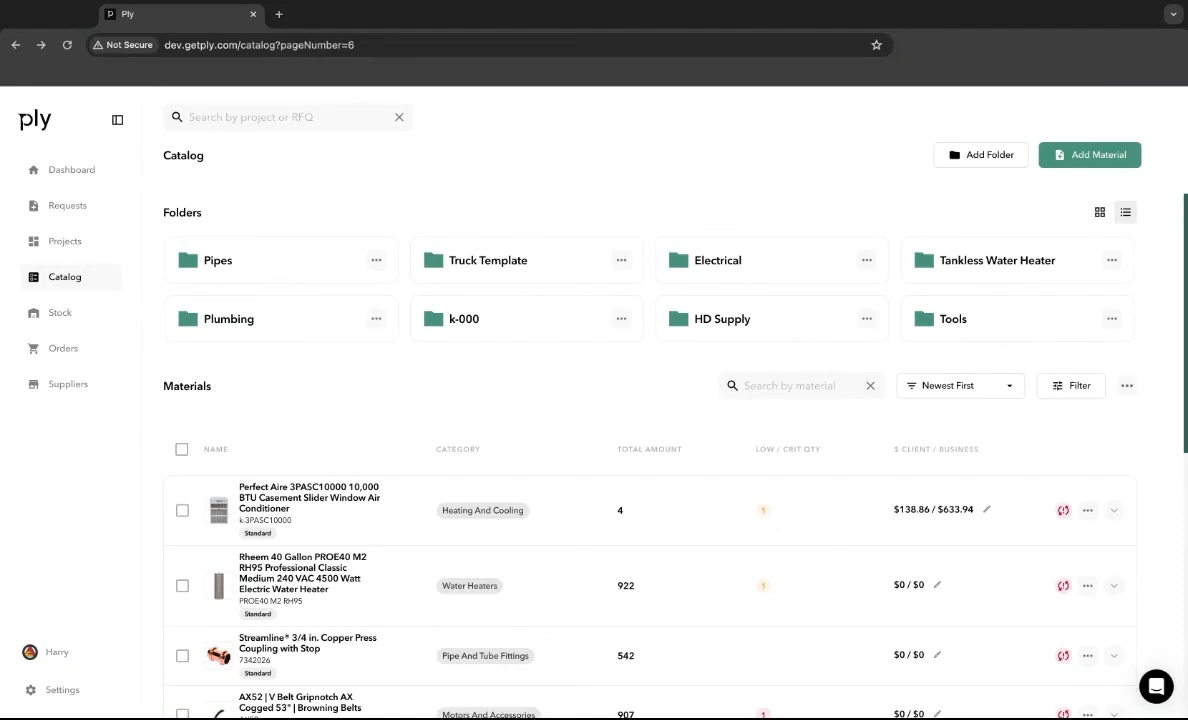 Ply
Not Secure
dev.getply.com/catalog?pageNumber=6
ply
Search by project or RFQ
Dashboard
Requests
Projects
Catalog
Stock
Orders
Suppliers
Harry
Settings
Catalog
Add Folder
Add Material
Folders
Pipes
Truck Template
Electrical
Tankless Water Heater
Plumbing
k-000
HD Supply
Tools
Materials
Search by material
Newest First
Filter
NAME CATEGORY TOTAL AMOUNT LOW / CRIT QTY $ CLIENT / BUSINESS
Perfect Aire 3PASC10000 10,000
BTU Casement Slider Window Air
Conditioner
k-3PASC10000
Standard
Heating And Cooling
4
1
$138.86 / $633.94
Rheem 40 Gallon PROE40 M2
RH95 Professional Classic
Medium 240 VAC 4500 Watt
Electric Water Heater
PROE40 M2 RH95
Standard
Water Heaters
922
1
$0 / $0
Streamline® 3/4 in. Copper Press
Coupling with Stop
7342026
Standard
Pipe And Tube Fittings
542
$0 / $0
AX52 | V Belt Gripnotch AX
Cogged 53" | Browning Belts
Motors And Accessories
907
1
$0 / $0